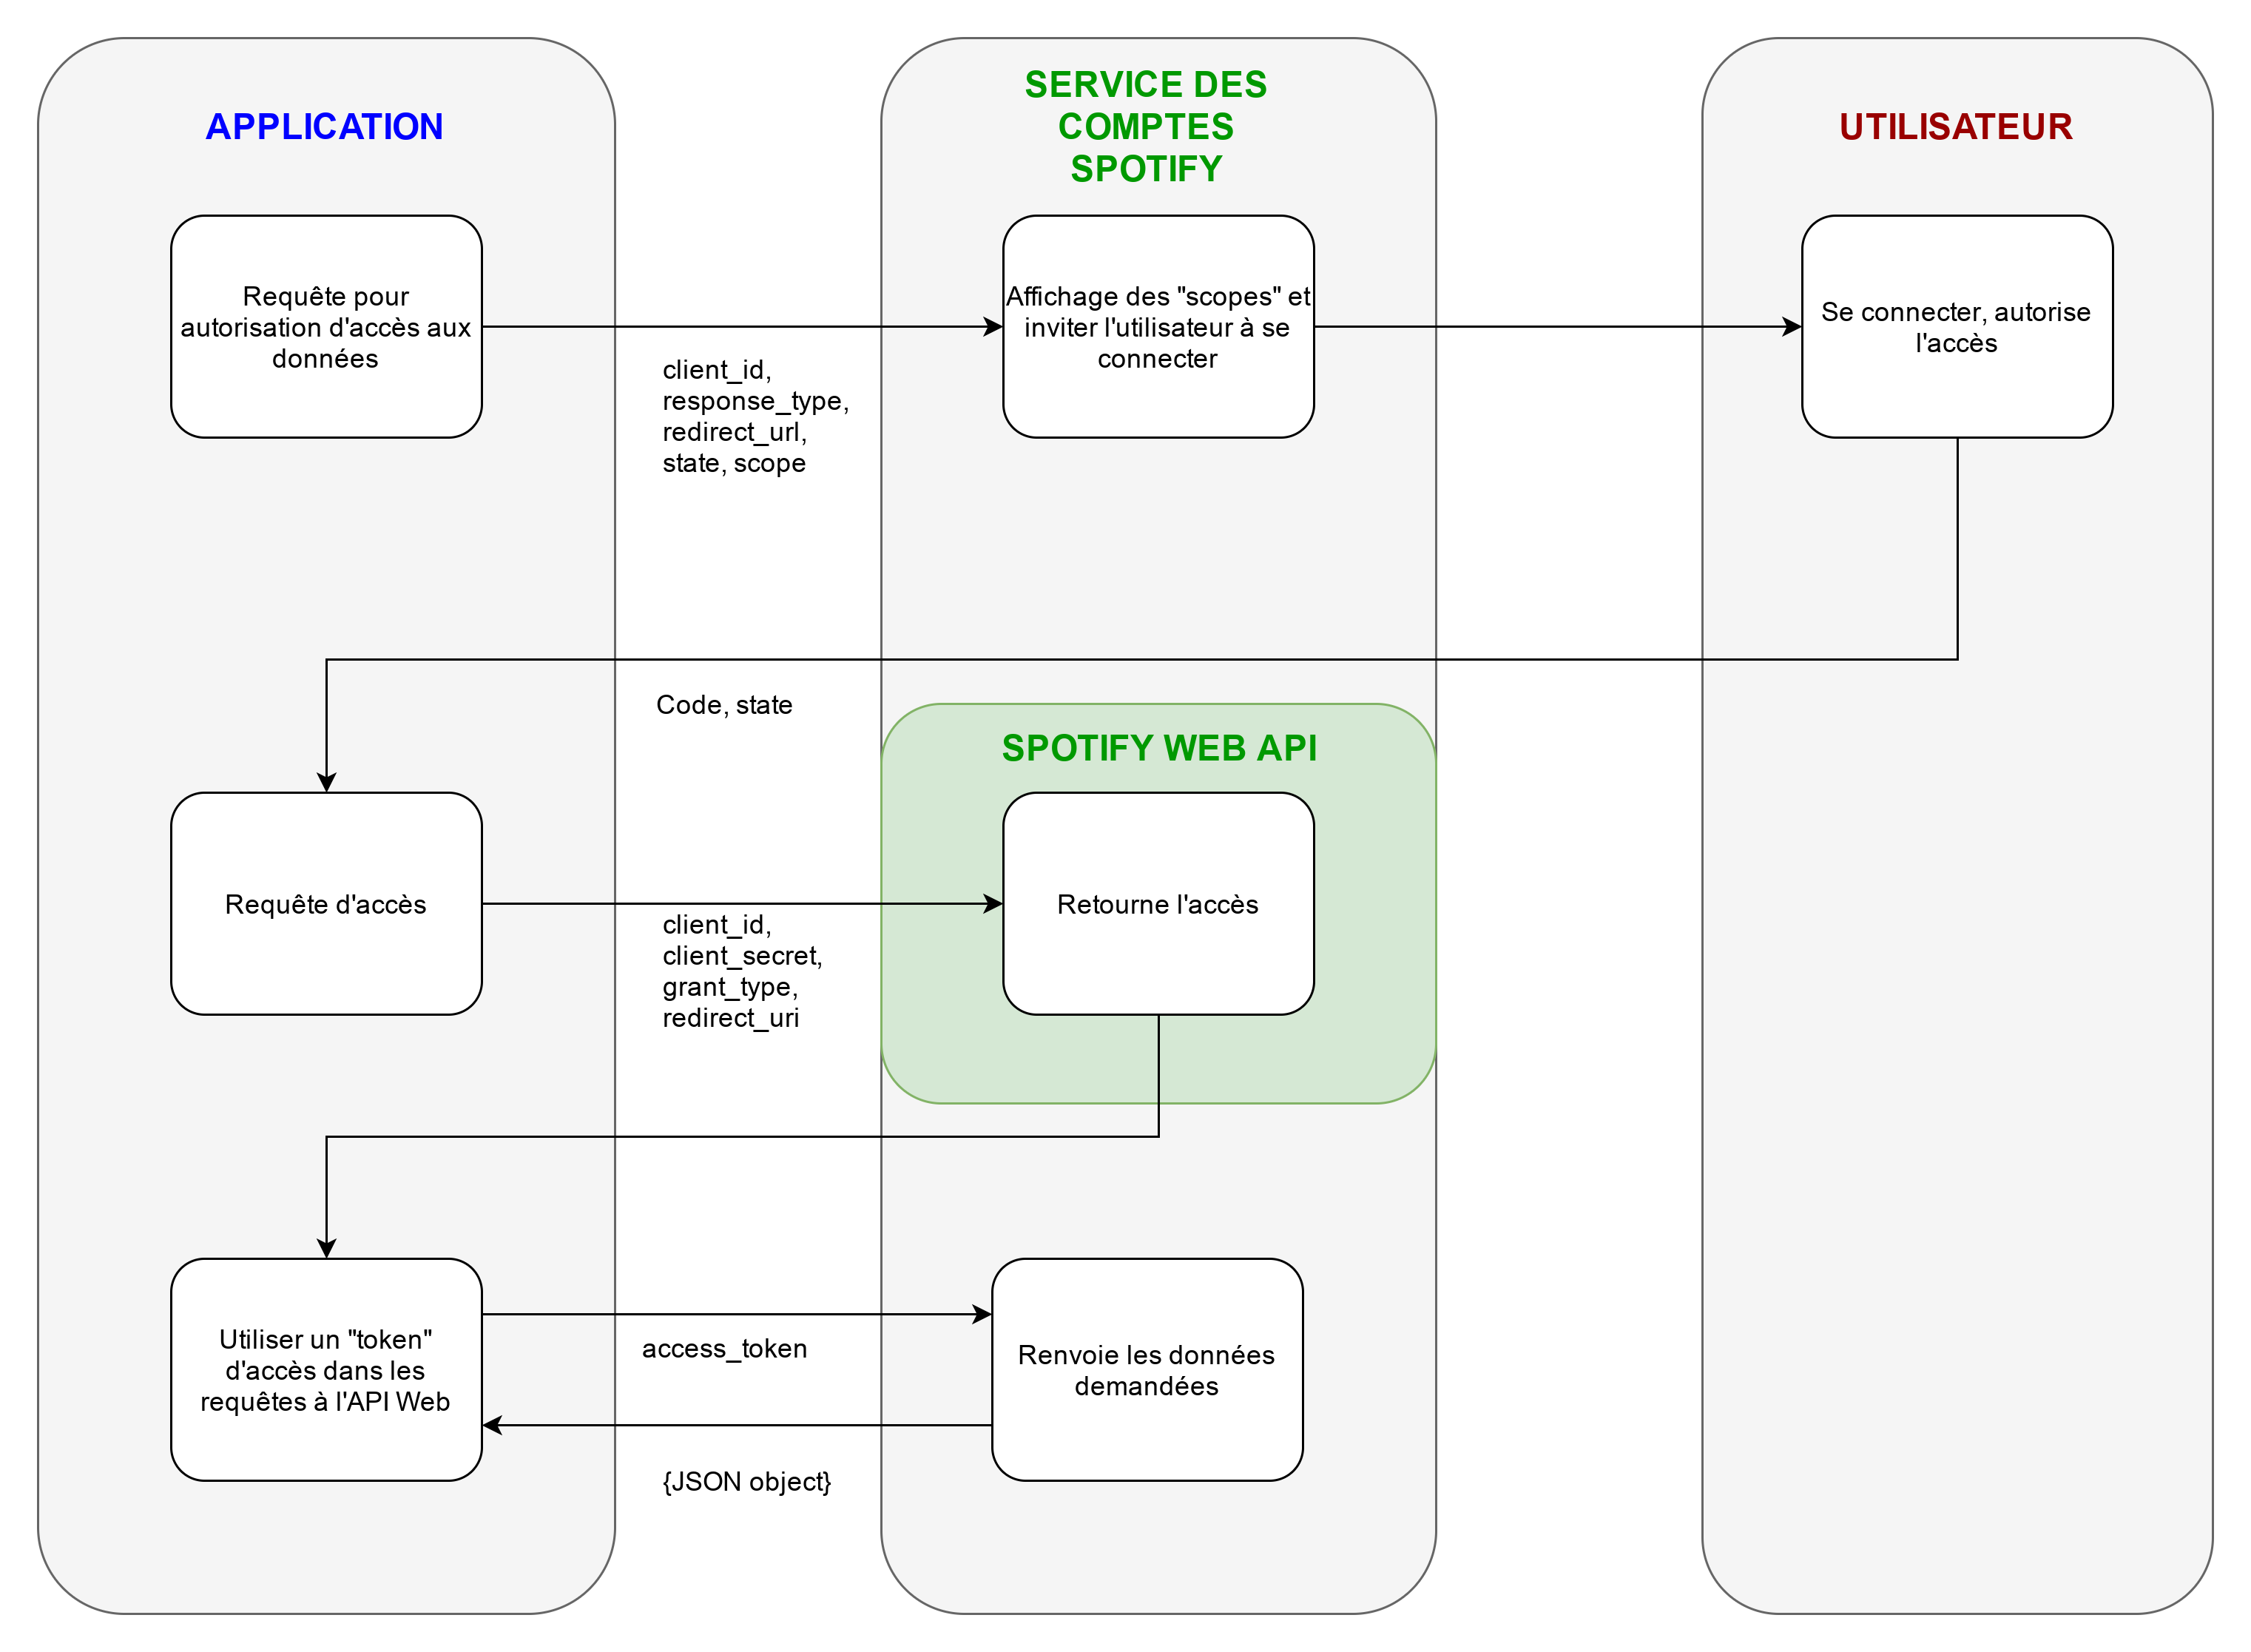 APPLICATION
SERVICE DES
COMPTES
SPOTIFY
UTILISATEUR
Requête pour
autorisation d'accès aux
données
Affichage des "scopes" et
inviter l'utilisateur à se
connecter
Se connecter, autorise
l'accès
client_id,
response_type,
redirect_url,
state, scope
Code, state
SPOTIFY WEB API
Requête d'accès
Retourne l'accès
client_id,
client_secret,
grant_type,
redirect_uri
Utiliser un "token"
d'accès dans les
requêtes à l'API Web
access_token
Renvoie les données
demandées
{JSON object}